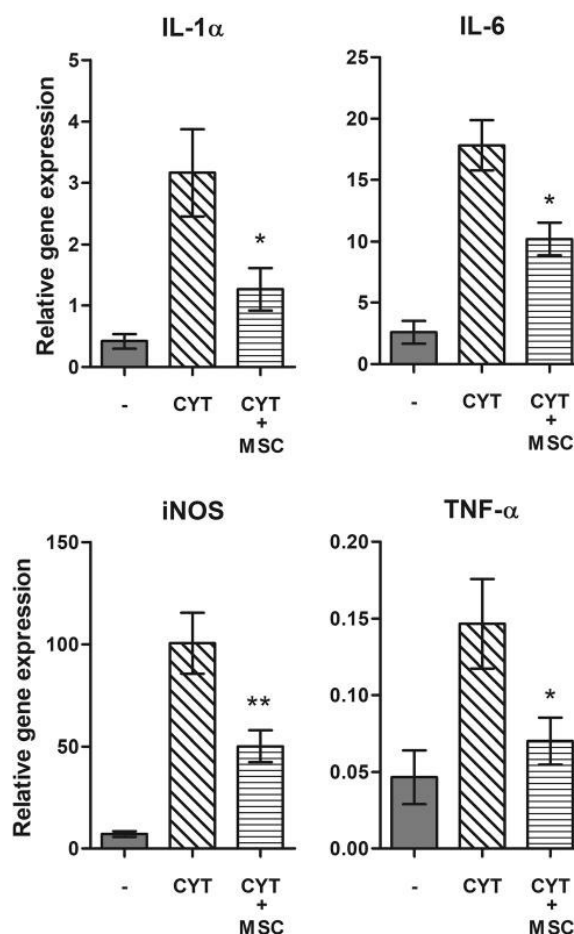 IL-1α
Relative gene expression
5
4
3
2
1
0
*
- CYT CYT
+
MSC
IL-6
25
20
15
10
5
0
*
- CYT CYT
+
MSC
iNOS
Relative gene expression
150
100
50
0
**
- CYT CYT
+
MSC
TNF-α
0.20
0.15
0.10
0.05
0.00
*
- CYT CYT
+
MSC